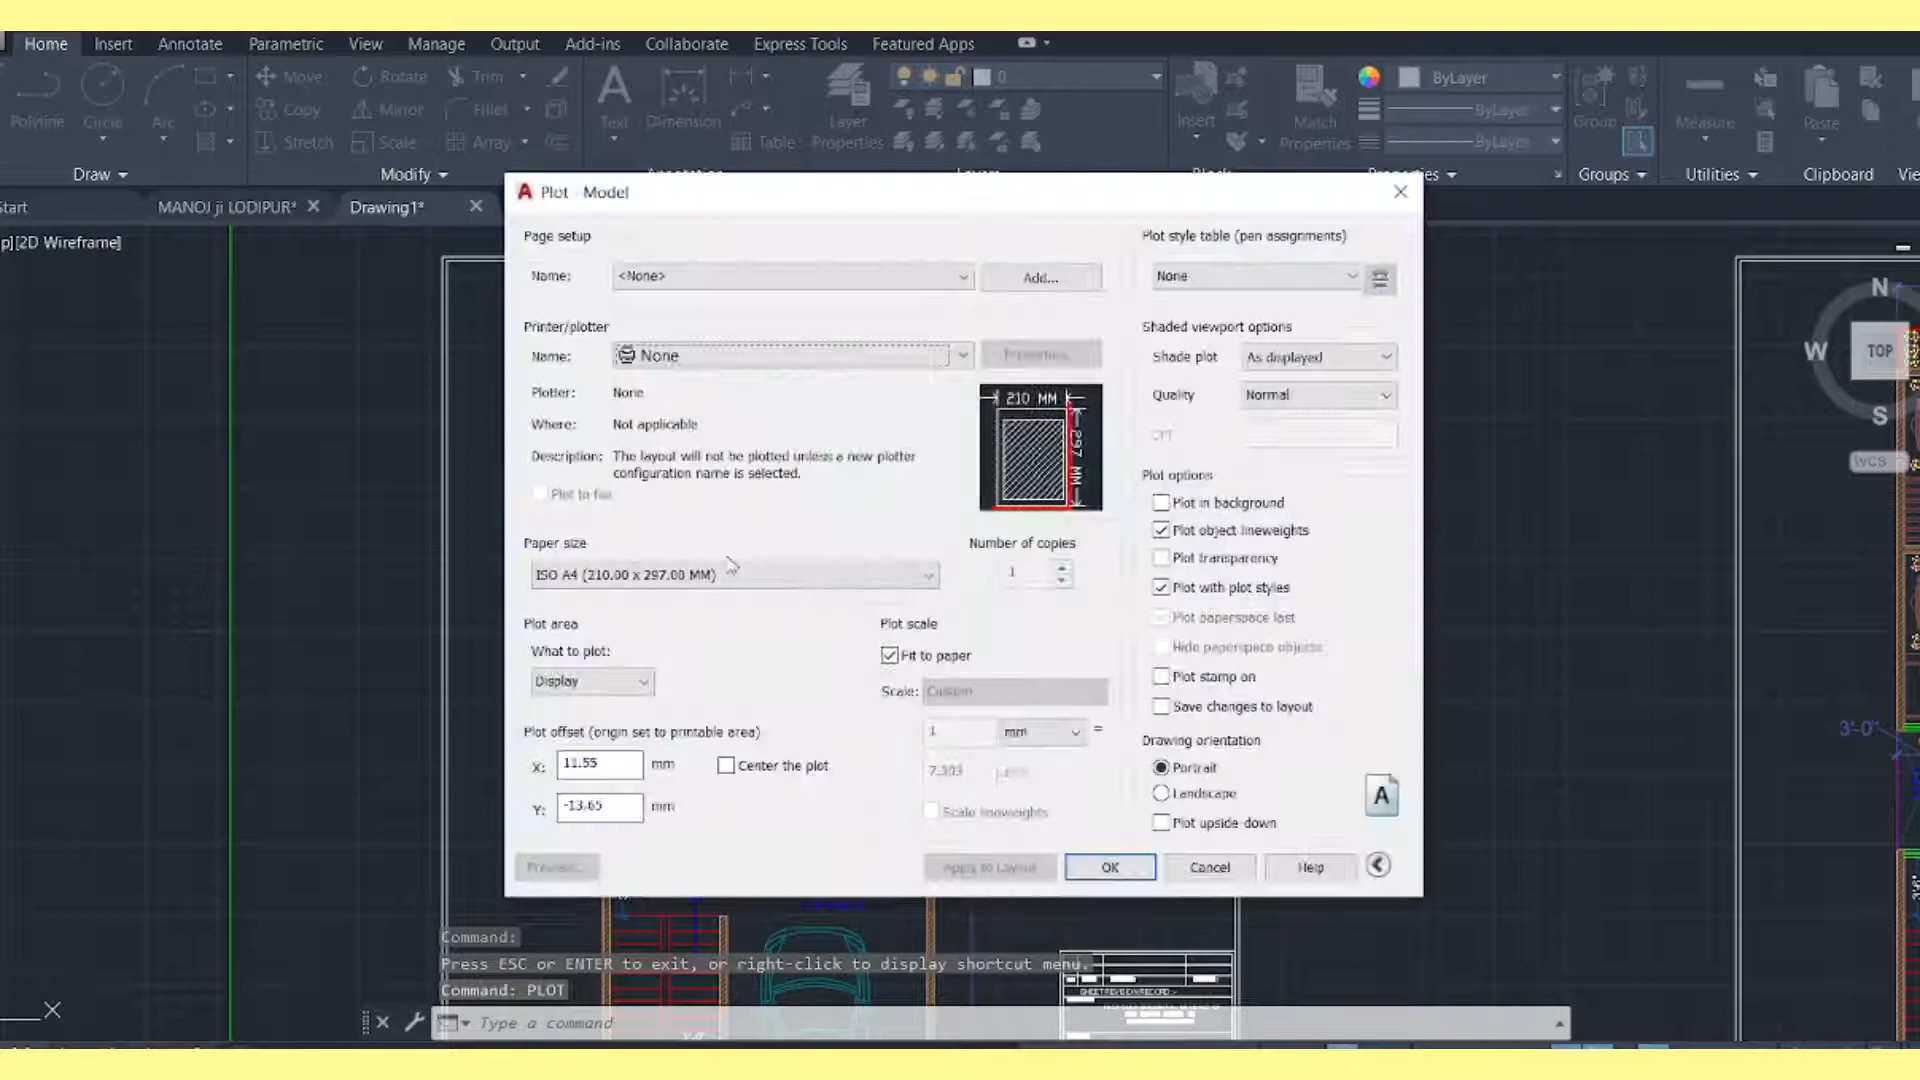 Home Insert Annotate Parametric View Manage Output Add-ins Collaborate Express Tools Featured Apps
Move Rotate Trim 0 ByLayer
Polyline Circle Arc Copy Mirror Fillet Text Dimension Layer Insert Match ByLayer Group Measure Paste
Stretch Scale Array Table Properties Properties ByLayer
Draw Modify Properties Groups Utilities Clipboard
Start MANOJ ji LODIPUR* Drawing1*
p][2D Wireframe]
Plot - Model
Page setup
Name: <None> Add...
Plot style table (pen assignments)
None
Printer/plotter
Name: None Properties...
Plotter: None
Where: Not applicable
Description: The layout will not be plotted unless a new plotter
configuration name is selected.
Plot to file
210 MM
297 MM
Shaded viewport options
Shade plot As displayed
Quality Normal
DPI
Paper size
ISO A4 (210.00 x 297.00 MM)
Number of copies
1
Plot options
Plot in background
Plot object lineweights
Plot transparency
Plot with plot styles
Plot paperspace last
Hide paperspace objects
Plot stamp on
Save changes to layout
Plot area
What to plot:
Display
Plot scale
Fit to paper
Scale: Custom
1 mm =
7.303
Scale lineweights
Plot offset (origin set to printable area)
X: 11.55 mm Center the plot
Y: -13.65 mm
Drawing orientation
Portrait
Landscape
Plot upside-down
A
Preview... Apply to Layout OK Cancel Help
N
W TOP
S
WCS
3'-0"
Command:
Press ESC or ENTER to exit, or right-click to display shortcut menu.
Command: PLOT
Type a command